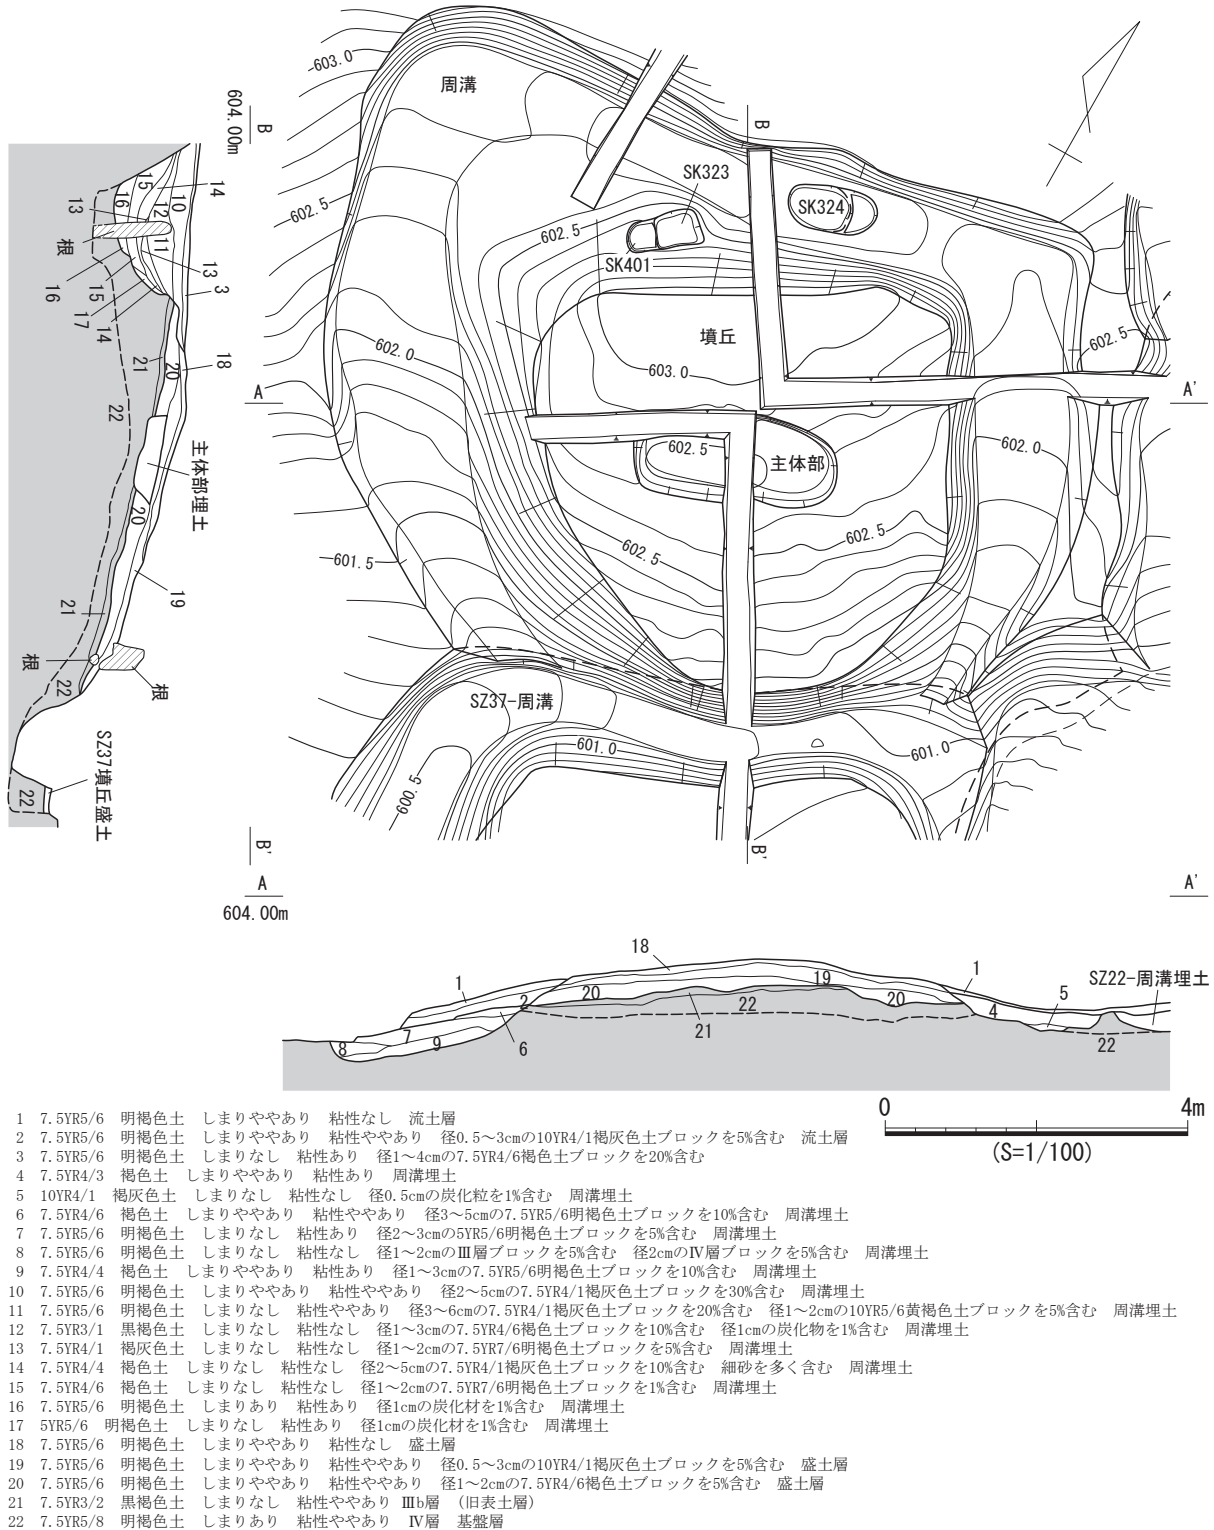 603.0
周溝
B
604.00m
B
SK323
SK324
602.5
602.5
SK401
墳丘
602.5
603.0
602.0
A
A'
602.5
主体部
602.0
602.5
602.5
601.5
SZ37-周溝
601.0
601.0
600.5
B'
B'
14
10
15
16
12
13
根
11
13
3
16
15
17
14
18
21
20
22
主体部埋土
20
19
21
根
根
22
SZ37墳丘盛土
22
A
A'
604.00m
18
1
19
1
SZ22-周溝埋土
20
5
2
22
20
4
7
6
21
22
8
9
0 4m
(S=1/100)
1 7.5YR5/6 明褐色土 しまりややあり 粘性なし 流土層
2 7.5YR5/6 明褐色土 しまりややあり 粘性ややあり 径0.5～3cmの10YR4/1褐灰色土ブロックを5%含む 流土層
3 7.5YR5/6 明褐色土 しまりなし 粘性あり 径1～4cmの7.5YR4/6褐色土ブロックを20%含む
4 7.5YR4/3 褐色土 しまりややあり 粘性あり 周溝埋土
5 10YR4/1 褐灰色土 しまりなし 粘性なし 径0.5cmの炭化粒を1%含む 周溝埋土
6 7.5YR4/6 褐色土 しまりややあり 粘性ややあり 径3～5cmの7.5YR5/6明褐色土ブロックを10%含む 周溝埋土
7 7.5YR5/6 明褐色土 しまりなし 粘性あり 径2～3cmの5YR5/6明褐色土ブロックを5%含む 周溝埋土
8 7.5YR5/6 明褐色土 しまりなし 粘性なし 径1～2cmのⅢ層ブロックを5%含む 径2cmのⅣ層ブロックを5%含む 周溝埋土
9 7.5YR4/4 褐色土 しまりややあり 粘性あり 径1～3cmの7.5YR5/6明褐色土ブロックを10%含む 周溝埋土
10 7.5YR5/6 明褐色土 しまりややあり 粘性ややあり 径2～5cmの7.5YR4/1褐灰色土ブロックを30%含む 周溝埋土
11 7.5YR5/6 明褐色土 しまりなし 粘性ややあり 径3～6cmの7.5YR4/1褐灰色土ブロックを20%含む 径1～2cmの10YR5/6黄褐色土ブロックを5%含む 周溝埋土
12 7.5YR3/1 黒褐色土 しまりなし 粘性なし 径1～3cmの7.5YR4/6褐色土ブロックを10%含む 径1cmの炭化物を1%含む 周溝埋土
13 7.5YR4/1 褐灰色土 しまりなし 粘性なし 径1～2cmの7.5YR7/6明褐色土ブロックを5%含む 周溝埋土
14 7.5YR4/4 褐色土 しまりなし 粘性なし 径2～5cmの7.5YR4/1褐灰色土ブロックを10%含む 細砂を多く含む 周溝埋土
15 7.5YR4/6 褐色土 しまりなし 粘性なし 径1～2cmの7.5YR7/6明褐色土ブロックを1%含む 周溝埋土
16 7.5YR5/6 明褐色土 しまりあり 粘性あり 径1cmの炭化材を1%含む 周溝埋土
17 5YR5/6 明褐色土 しまりなし 粘性あり 径1cmの炭化材を1%含む 周溝埋土
18 7.5YR5/6 明褐色土 しまりややあり 粘性なし 盛土層
19 7.5YR5/6 明褐色土 しまりややあり 粘性ややあり 径0.5～3cmの10YR4/1褐灰色土ブロックを5%含む 盛土層
20 7.5YR5/6 明褐色土 しまりややあり 粘性ややあり 径1～2cmの7.5YR4/6褐色土ブロックを5%含む 盛土層
21 7.5YR3/2 黒褐色土 しまりなし 粘性ややあり Ⅲb層 (旧表土層)
22 7.5YR5/8 明褐色土 しまりあり 粘性ややあり Ⅳ層 基盤層